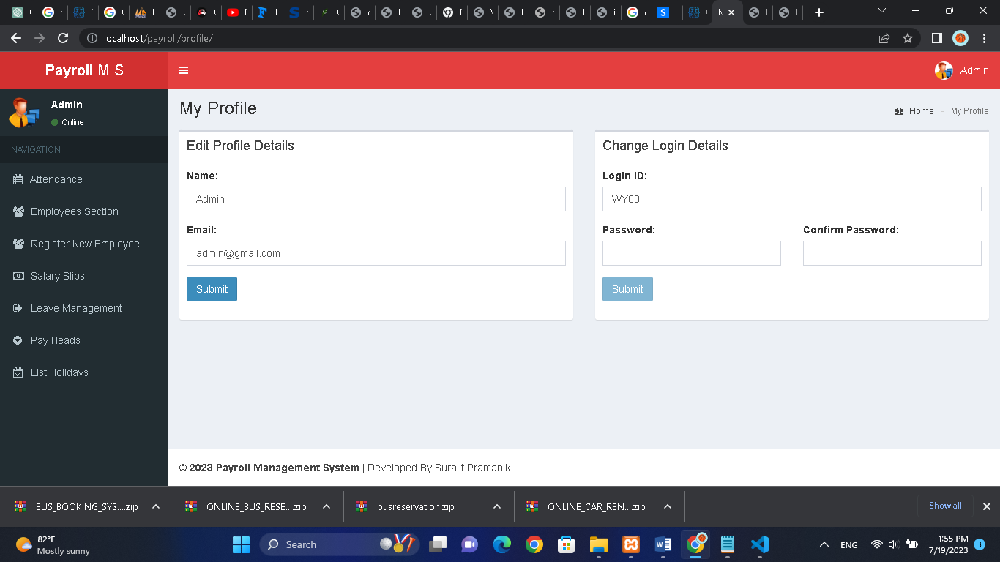 localhost/payroll/profile/
Payroll M S
Admin
Admin
Online
NAVIGATION
Attendance
Employees Section
Register New Employee
Salary Slips
Leave Management
Pay Heads
List Holidays
My Profile
Home > My Profile
Edit Profile Details
Name:
Admin
Email:
admin@gmail.com
Submit
Change Login Details
Login ID:
WY00
Password:
Confirm Password:
Submit
© 2023 Payroll Management System | Developed By Surajit Pramanik
BUS_BOOKING_SYS....zip
ONLINE_BUS_RESE....zip
busreservation.zip
ONLINE_CAR_REN....zip
Show all
82°F
Mostly sunny
Search
ENG
1:55 PM
7/19/2023
3